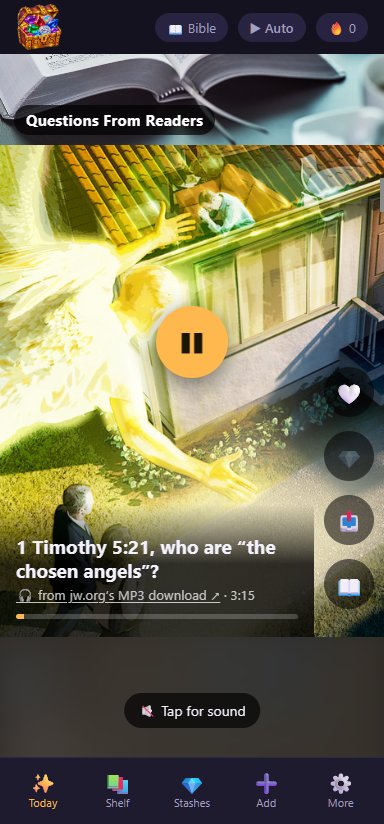 Bible
Auto
0
Questions From Readers
1 Timothy 5:21, who are “the
chosen angels”?
from jw.org’s MP3 download ↗ · 3:15
Tap for sound
Today
Shelf
Stashes
Add
More